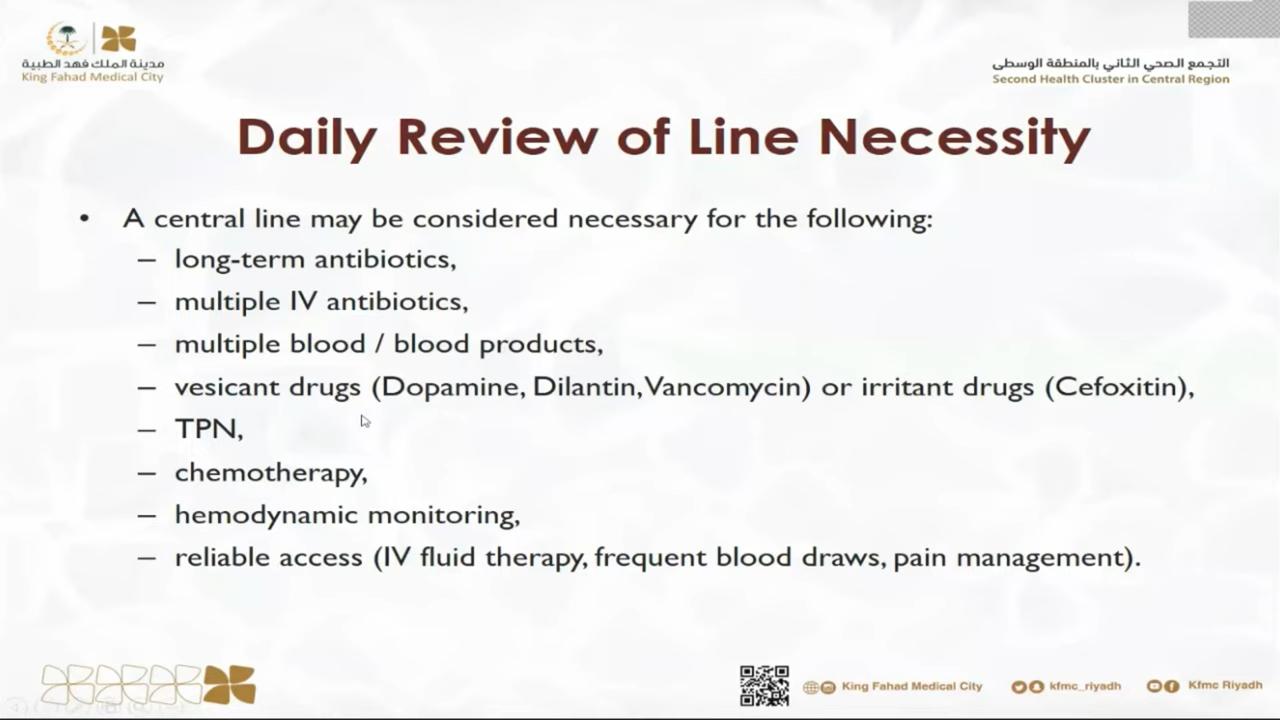 مدينة الملك فهد الطبية
King Fahad Medical City
التجمع الصحي الثاني بالمنطقة الوسطى
Second Health Cluster in Central Region
Daily Review of Line Necessity
• A central line may be considered necessary for the following:
– long-term antibiotics,
– multiple IV antibiotics,
– multiple blood / blood products,
– vesicant drugs (Dopamine, Dilantin, Vancomycin) or irritant drugs (Cefoxitin),
– TPN,
– chemotherapy,
– hemodynamic monitoring,
– reliable access (IV fluid therapy, frequent blood draws, pain management).
King Fahad Medical City
kfmc_riyadh
Kfmc Riyadh